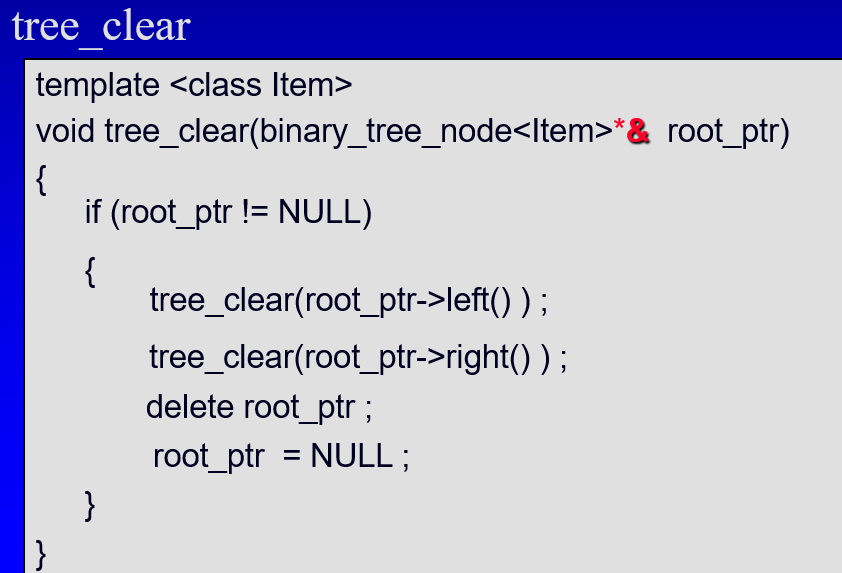 tree_clear
template <class Item>
void tree_clear(binary_tree_node<Item>*& root_ptr)
{
if (root_ptr != NULL)
{
tree_clear(root_ptr->left() ) ;
tree_clear(root_ptr->right() ) ;
delete root_ptr ;
root_ptr = NULL ;
}
}